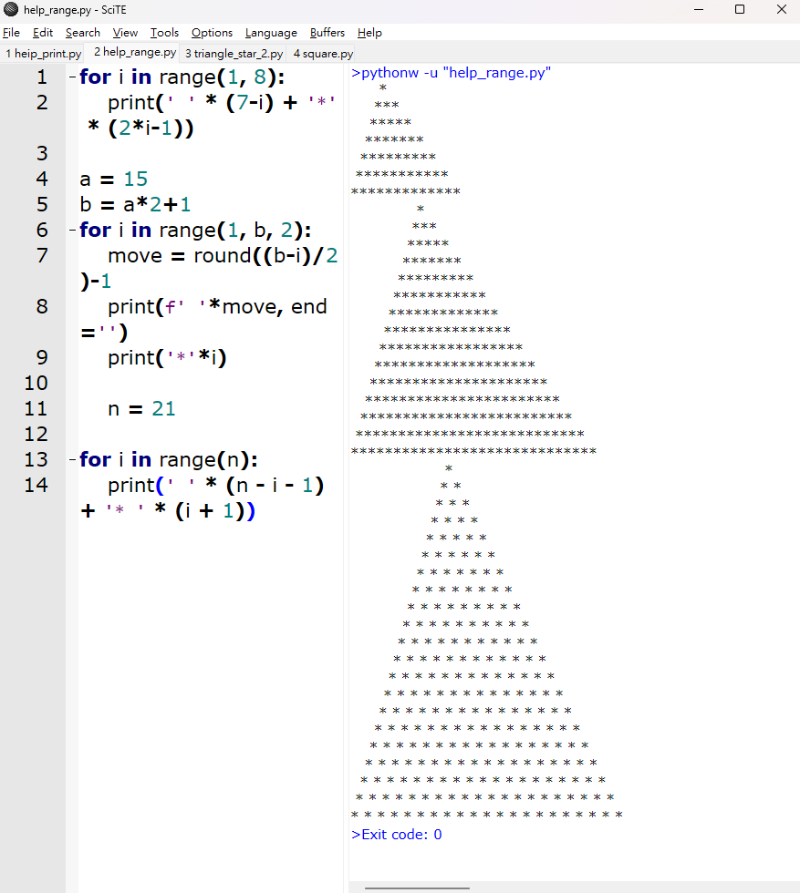 help_range.py - SciTE
File Edit Search View Tools Options Language Buffers Help
1 heip_print.py 2 help_range.py 3 triangle_star_2.py 4 square.py
1 for i in range(1, 8):
2 print(' ' * (7-i) + '*'
* (2*i-1))
3
4 a = 15
5 b = a*2+1
6 for i in range(1, b, 2):
7 move = round((b-i)/2
)-1
8 print(f' '*move, end
='')
9 print('*'*i)
10
11 n = 21
12
13 for i in range(n):
14 print(' ' * (n - i - 1)
+ '* ' * (i + 1))
>pythonw -u "help_range.py"
      *
     ***
    *****
   *******
  *********
 ***********
*************
              *
             ***
            *****
           *******
          *********
         ***********
        *************
       ***************
      *****************
     *******************
    *********************
   ***********************
  *************************
 ***************************
*****************************
                    *
                   * *
                  * * *
                 * * * *
                * * * * *
               * * * * * *
              * * * * * * *
             * * * * * * * *
            * * * * * * * * *
           * * * * * * * * * *
          * * * * * * * * * * *
         * * * * * * * * * * * *
        * * * * * * * * * * * * *
       * * * * * * * * * * * * * *
      * * * * * * * * * * * * * * *
     * * * * * * * * * * * * * * * *
    * * * * * * * * * * * * * * * * *
   * * * * * * * * * * * * * * * * * *
  * * * * * * * * * * * * * * * * * * *
 * * * * * * * * * * * * * * * * * * * *
* * * * * * * * * * * * * * * * * * * * *
>Exit code: 0